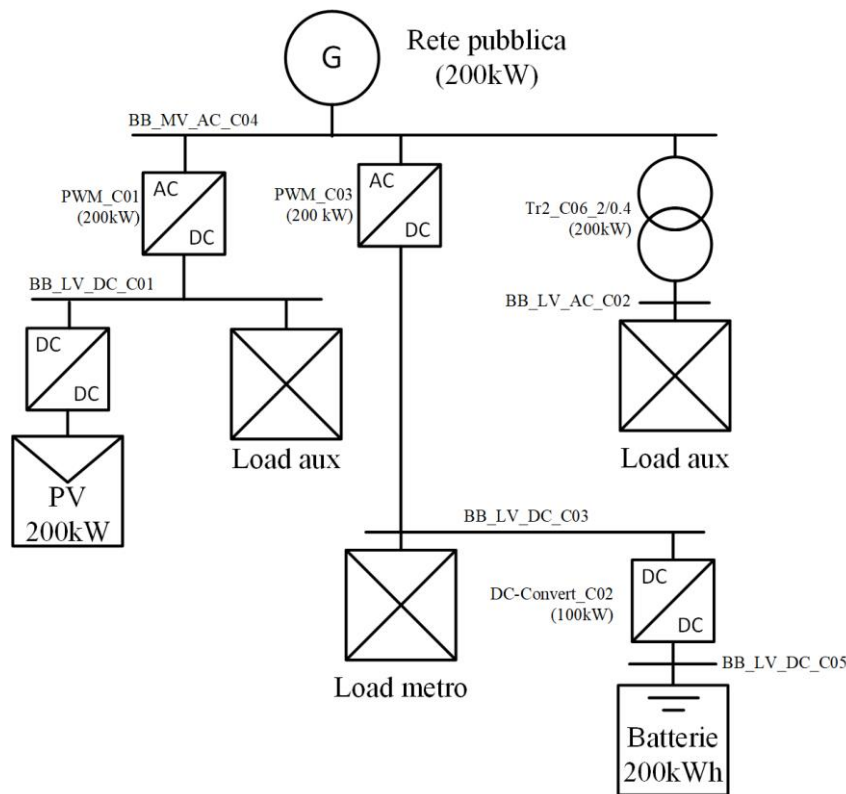 G
Rete pubblica
(200kW)
BB_MV_AC_C04
PWM_C01
(200kW)
AC
DC
PWM_C03
(200 kW)
AC
DC
Tr2_C06_2/0.4
(200kW)
BB_LV_DC_C01
BB_LV_AC_C02
DC
DC
Load aux
Load aux
PV
200kW
BB_LV_DC_C03
DC-Convert_C02
(100kW)
DC
DC
BB_LV_DC_C05
Load metro
Batterie
200kWh